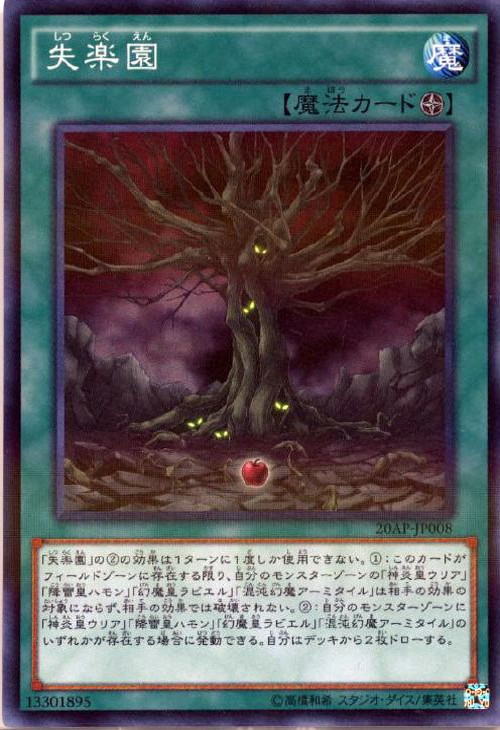 失楽園
魔
【魔法カード】
20AP-JP008
「失楽園」の②の効果は1ターンに1度しか使用できない。①:このカードが
フィールドゾーンに存在する限り、自分のモンスターゾーンの「神炎皇ウリア」
「降雷皇ハモン」「幻魔皇ラビエル」「混沌幻魔アーミタイル」は相手の効果の
対象にならず、相手の効果では破壊されない。②:自分のモンスターゾーンに
「神炎皇ウリア」「降雷皇ハモン」「幻魔皇ラビエル」「混沌幻魔アーミタイル」
のいずれかが存在する場合に発動できる。自分はデッキから2枚ドローする。
13301895
©高橋和希 スタジオ・ダイス/集英社